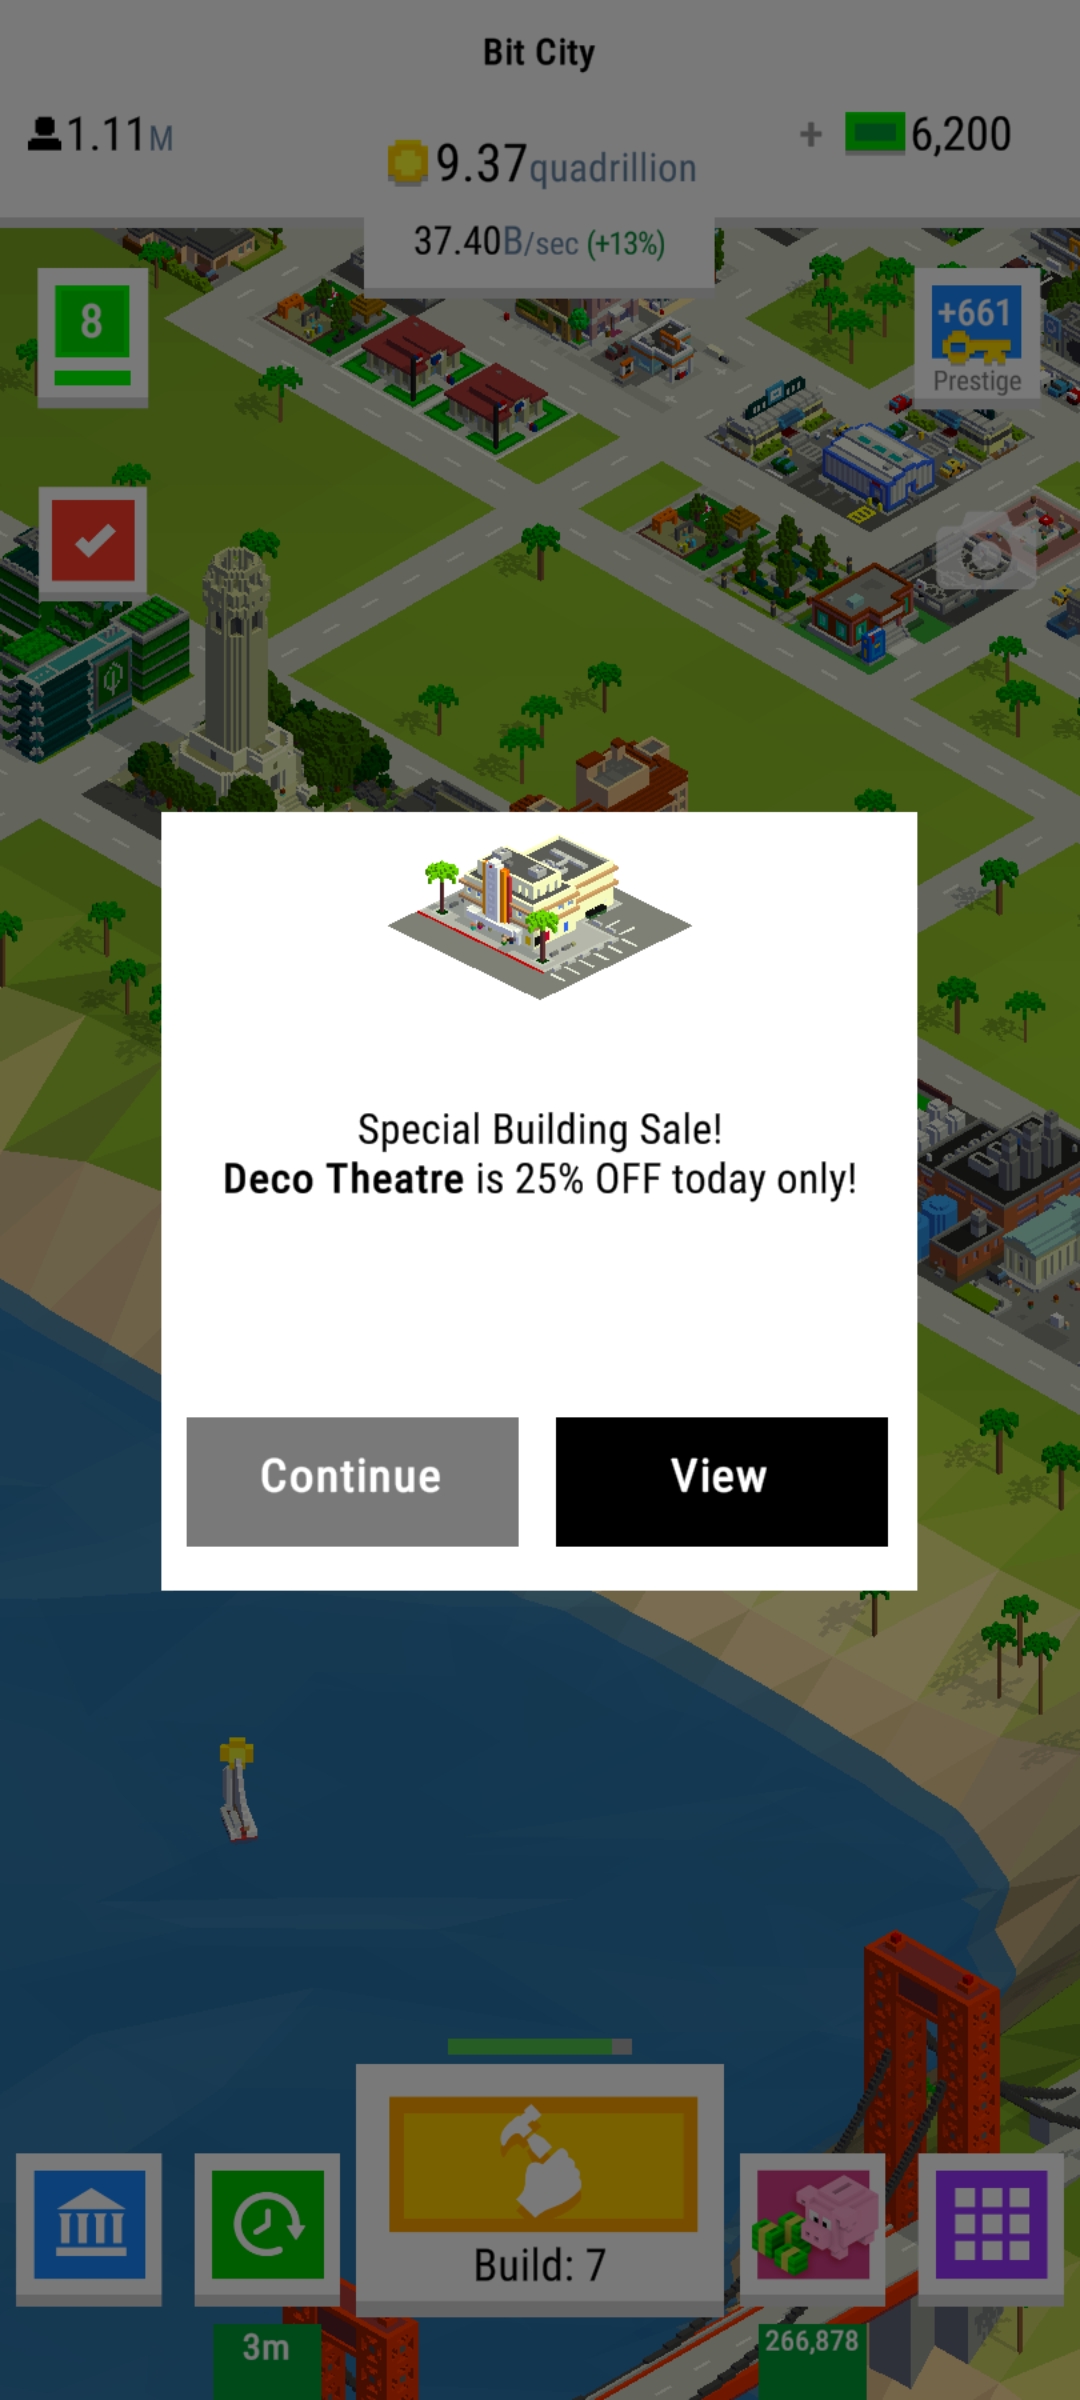 Bit City
1.11M
9.37quadrillion
+ 6,200
37.40B/sec (+13%)
8
+661
Prestige
Special Building Sale!
Deco Theatre is 25% OFF today only!
Continue
View
Build: 7
3m
266,878